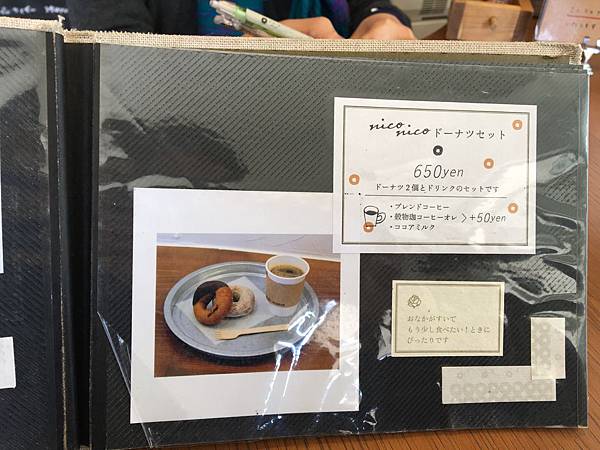 nico nico ドーナツセット
650yen
ドーナツ2個とドリンクのセットです
・ブレンドコーヒー
・穀物珈コーヒーオレ > +50yen
・ココアミルク
おなかがすいて
もう少し食べたい！ときに
ぴったりです